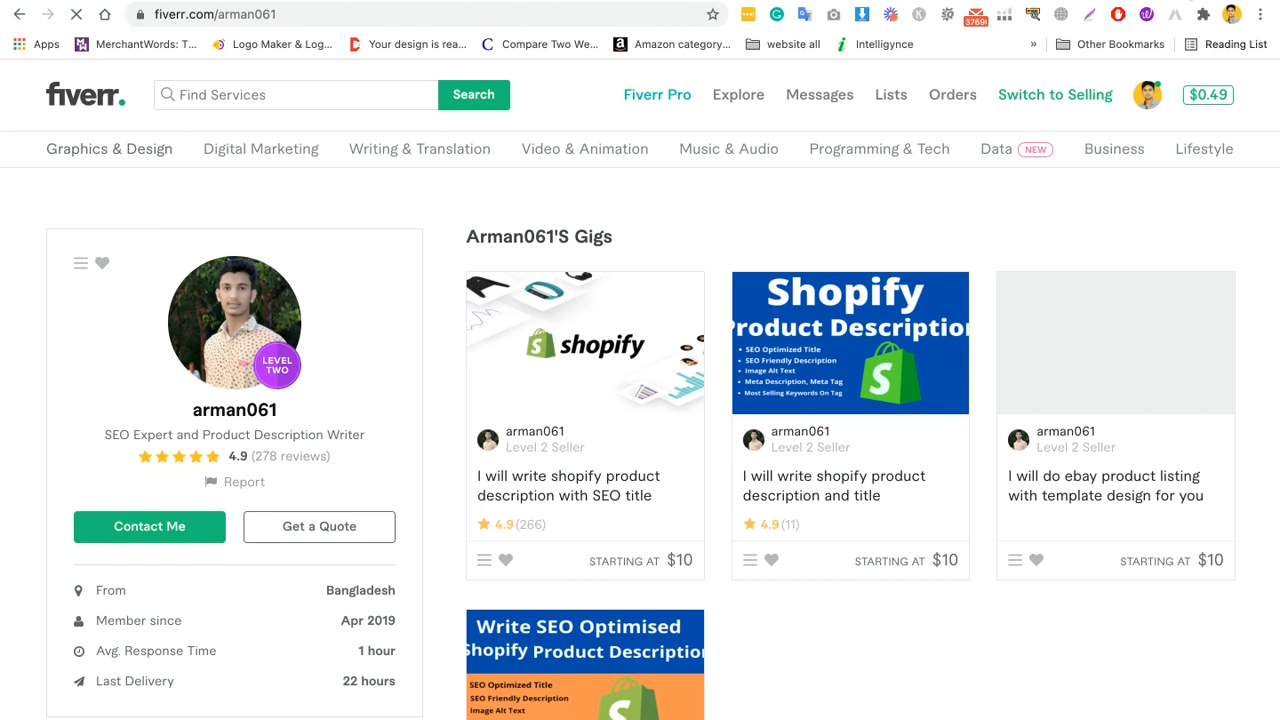 fiverr.com/arman061
3769!
Apps
MerchantWords: T...
Logo Maker & Log...
Your design is rea...
Compare Two We...
Amazon category...
website all
Intelligynce
»
Other Bookmarks
Reading List
fiverr.
Find Services
Search
Fiverr Pro
Explore
Messages
Lists
Orders
Switch to Selling
$0.49
Graphics & Design
Digital Marketing
Writing & Translation
Video & Animation
Music & Audio
Programming & Tech
Data NEW
Business
Lifestyle
LEVEL
TWO
arman061
SEO Expert and Product Description Writer
4.9 (278 reviews)
Report
Contact Me
Get a Quote
From Bangladesh
Member since Apr 2019
Avg. Response Time 1 hour
Last Delivery 22 hours
Arman061'S Gigs
shopify
arman061
Level 2 Seller
I will write shopify product
description with SEO title
4.9 (266)
STARTING AT $10
Shopify
Product Description
• SEO Optimized Title
• SEO Friendly Description
• Image Alt Text
• Meta Description, Meta Tag
• Most Selling Keywords On Tag
arman061
Level 2 Seller
I will write shopify product
description and title
4.9 (11)
STARTING AT $10
arman061
Level 2 Seller
I will do ebay product listing
with template design for you
STARTING AT $10
Write SEO Optimised
Shopify Product Description
SEO Optimized Title
SEO Friendly Description
Image Alt Text